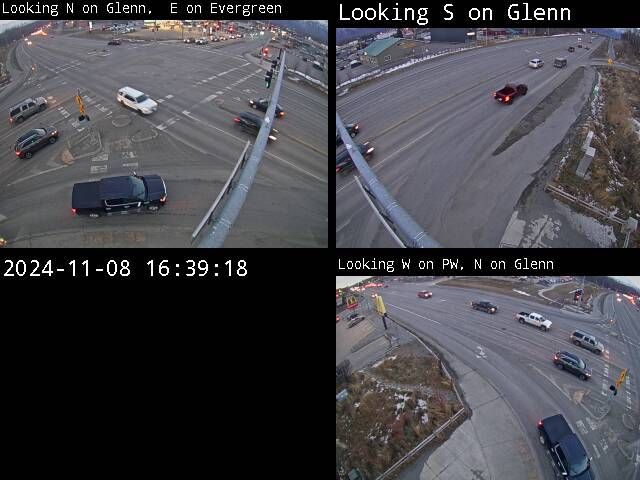 Looking N on Glenn,  E on Evergreen
Looking S on Glenn
2024-11-08 16:39:18
Looking W on PW, N on Glenn